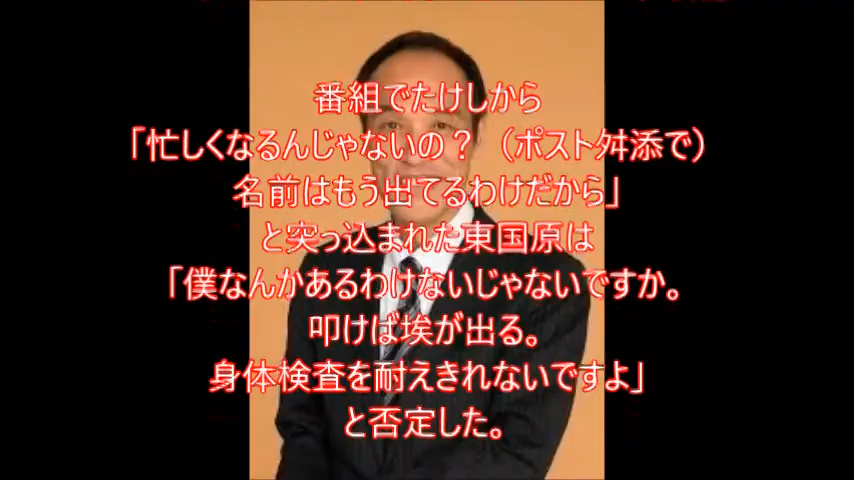 番組でたけしから
「忙しくなるんじゃないの？（ポスト舛添で）
名前はもう出てるわけだから」
と突っ込まれた東国原は
「僕なんかあるわけないじゃないですか。
叩けば埃が出る。
身体検査を耐えきれないですよ」
と否定した。